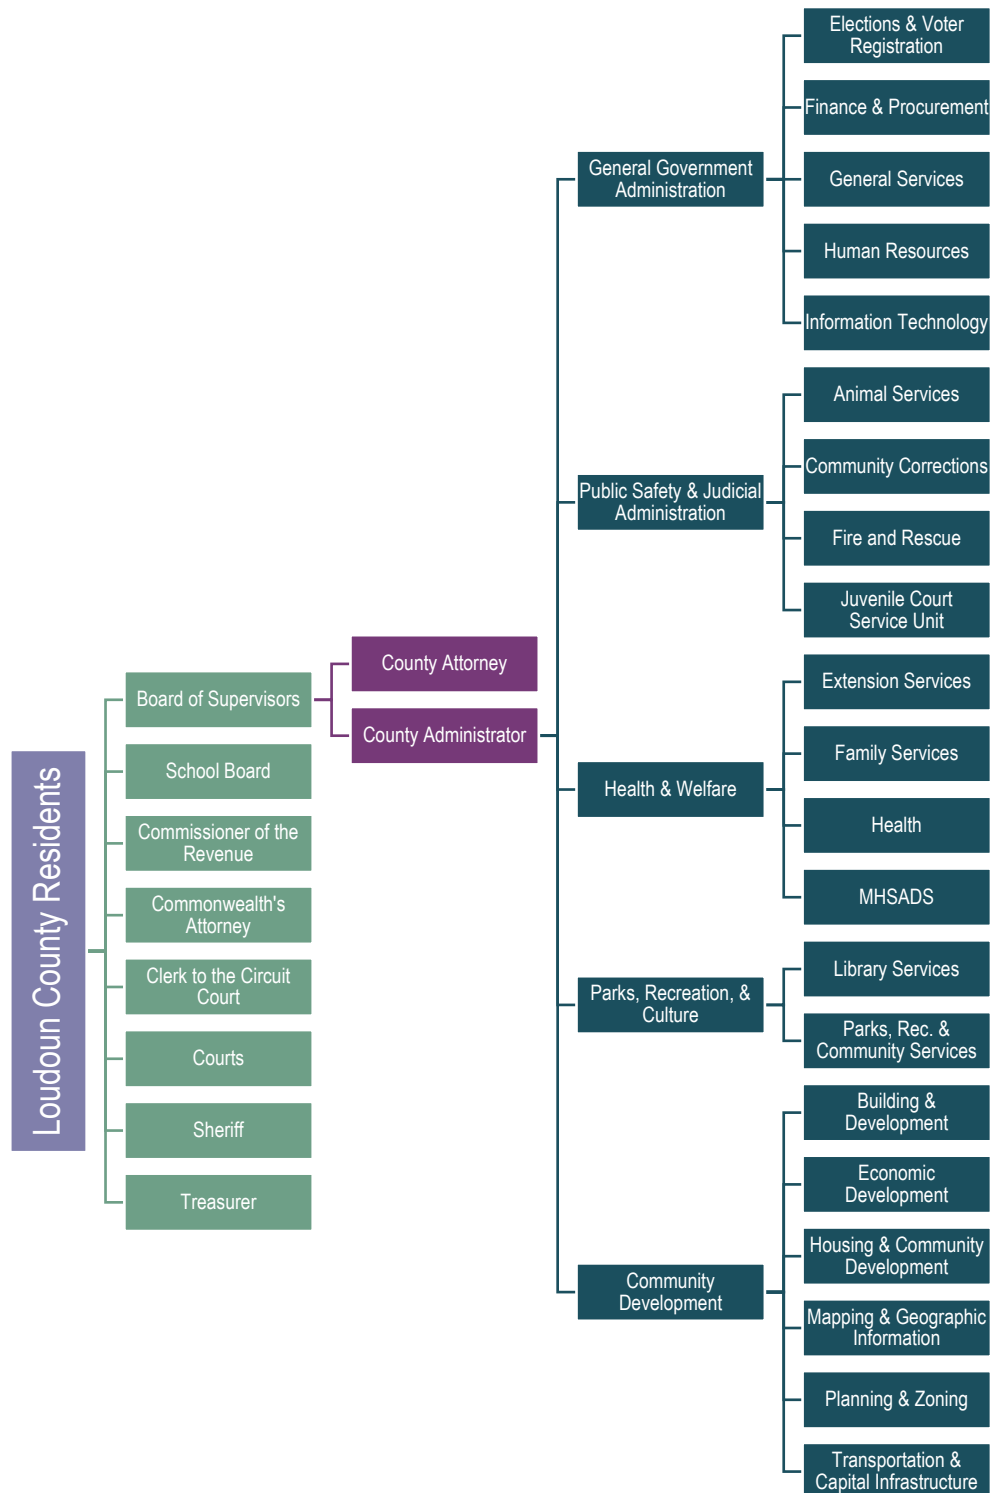 Loudoun County Residents
Board of Supervisors
School Board
Commissioner of the
Revenue
Commonwealth's
Attorney
Clerk to the Circuit
Court
Courts
Sheriff
Treasurer
County Attorney
County Administrator
General Government
Administration
Elections & Voter
Registration
Finance & Procurement
General Services
Human Resources
Information Technology
Public Safety & Judicial
Administration
Animal Services
Community Corrections
Fire and Rescue
Juvenile Court
Service Unit
Health & Welfare
Extension Services
Family Services
Health
MHSADS
Parks, Recreation, &
Culture
Library Services
Parks, Rec. &
Community Services
Community
Development
Building &
Development
Economic
Development
Housing & Community
Development
Mapping & Geographic
Information
Planning & Zoning
Transportation &
Capital Infrastructure